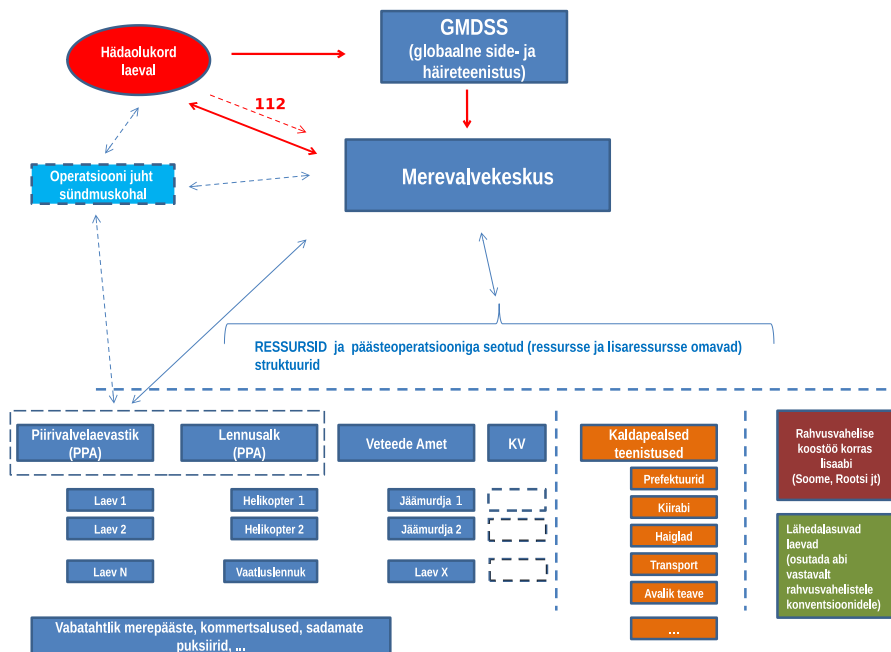 GMDSS
(globaalne side- ja
häireteenistus)
Hädaolukord
laeval
112
Merevalvekeskus
Operatsiooni juht
sündmuskohal
RESSURSID ja päästeoperatsiooniga seotud (ressursse ja lisaressursse omavad)
struktuurid
Piirivalvelaevastik
(PPA)
Lennusalk
(PPA)
Veteede Amet
KV
Kaldapealsed
teenistused
Rahvusvahelise
koostöö korras
lisaabi
(Soome, Rootsi jt)
Laev 1
Helikopter 1
Jäämurdja 1
Laev 2
Helikopter 2
Jäämurdja 2
Laev N
Vaatluslennuk
Laev X
Prefektuurid
Kiirabi
Haiglad
Transport
Avalik teave
...
Lähedalasuvad
laevad
(osutada abi
vastavalt
rahvusvahelistele
konventsioonidele)
Vabatahtlik merepääste, kommertsalused, sadamate
puksiirid, ...